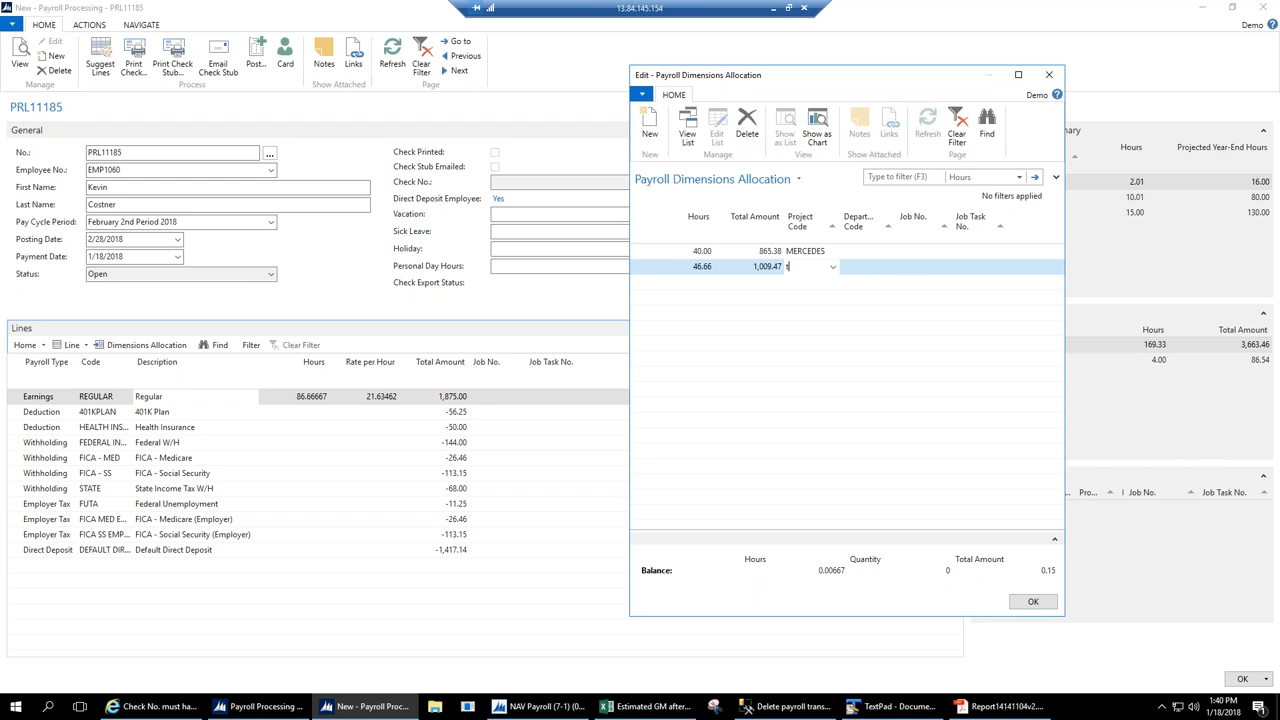 New - Payroll Processing - PRL11185
13.84.145.154
HOME
ACTIONS
NAVIGATE
Demo
View
Edit
New
Delete
Manage
Suggest Lines
Print Check...
Print Check Stub...
Email Check Stub
Post...
Card
Process
Notes
Links
Show Attached
Refresh
Clear Filter
Go to
Previous
Next
Page
PRL11185
General
No.: PRL11185
Employee No.: EMP1060
First Name: Kevin
Last Name: Costner
Pay Cycle Period: February 2nd Period 2018
Posting Date: 2/28/2018
Payment Date: 1/18/2018
Status: Open
Check Printed:
Check Stub Emailed:
Check No.:
Direct Deposit Employee: Yes
Vacation:
Sick Leave:
Holiday:
Personal Day Hours:
Check Export Status:
Lines
Home Line Dimensions Allocation Find Filter Clear Filter
Payroll Type Code Description Hours Rate per Hour Total Amount Job No. Job Task No.
Earnings REGULAR Regular 86.66667 21.63462 1,875.00
Deduction 401KPLAN 401K Plan -56.25
Deduction HEALTH INS... Health Insurance -50.00
Withholding FEDERAL IN... Federal W/H -144.00
Withholding FICA - MED FICA - Medicare -26.46
Withholding FICA - SS FICA - Social Security -113.15
Withholding STATE State Income Tax W/H -68.00
Employer Tax FUTA Federal Unemployment -11.25
Employer Tax FICA MED E... FICA - Medicare (Employer) -26.46
Employer Tax FICA SS EMP... FICA - Social Security (Employer) -113.15
Direct Deposit DEFAULT DIR... Default Direct Deposit -1,417.14
Edit - Payroll Dimensions Allocation
HOME
Demo
New
New
View List
Edit List
Delete
Manage
Show as List
Show as Chart
View
Notes
Links
Show Attached
Refresh
Clear Filter
Find
Page
Payroll Dimensions Allocation
Type to filter (F3)
Hours
No filters applied
Hours Total Amount Project Code Depart... Code Job No. Job Task No.
40.00 865.38 MERCEDES
46.66 1,009.47 t
Hours Quantity Total Amount
Balance: 0.00667 0 0.15
OK
Hours Projected Year-End Hours
2.01 16.00
10.01 80.00
15.00 130.00
Hours Total Amount
169.33 3,663.46
4.00 86.54
Pro... Job No. Job Task No.
OK
Check No. must ha...
Payroll Processing ...
New - Payroll Proc...
NAV Payroll (7-1) (0...
Estimated GM after...
Delete payroll trans...
TextPad - Docume...
Report14141104v2....
1:40 PM
1/18/2018